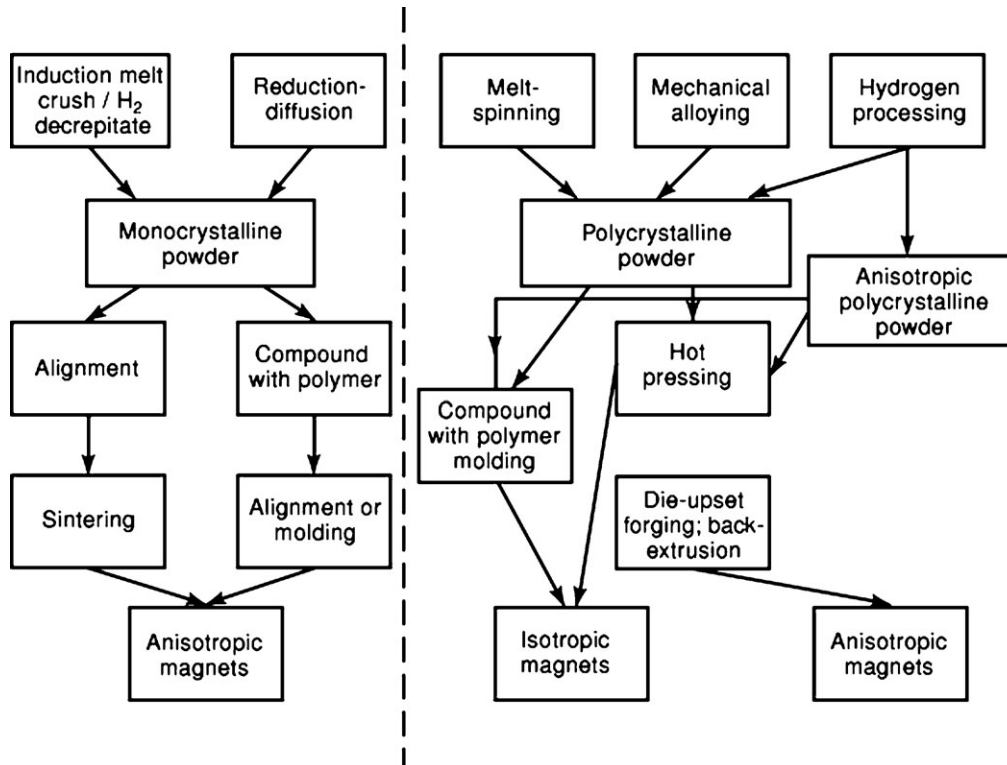 Induction melt
crush / H₂
decrepitate
Reduction-
diffusion
Melt-
spinning
Mechanical
alloying
Hydrogen
processing
Monocrystalline
powder
Polycrystalline
powder
Anisotropic
polycrystalline
powder
Alignment
Compound
with polymer
Hot
pressing
Compound
with polymer
molding
Sintering
Alignment or
molding
Die-upset
forging; back-
extrusion
Anisotropic
magnets
Isotropic
magnets
Anisotropic
magnets